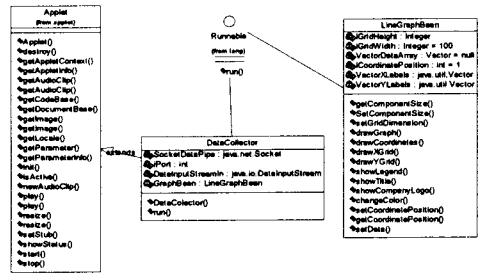 Applet
(from applet)
Applet()
destroy()
getAppletContext()
getAppletInfo()
getAudioClip()
getAudioClip()
getCodeBase()
getDocumentBase()
getImage()
getImage()
getLocale()
getParameter()
getParameterInfo()
init()
isActive()
newAudioClip()
play()
play()
resize()
resize()
setStub()
showStatus()
start()
stop()
Runnable
(from lang)
run()
extends
DataCollector
SocketDataPipe : java.net.Socket
iPort : int
DateInputStreamIn : java.io.DateInputStream
GraphBean : LineGraphBean
DataColector()
run()
LineGraphBean
iGridHeight : Integer
iGridWidth : Integer = 100
VectorDataArray : Vector = null
iCoordinatePosition : int = 1
VectorXLabels : java.util.Vector
VectorYLabels : java.util.Vector
getComponentSize()
SetComponentSize()
setGridDimension()
drawGraph()
drawCoordinates()
drawXGrid()
drawYGrid()
showLegend()
showTitle()
showCompanyLogo()
changeColor()
setCoordinatePosition()
getCoordinatePosition()
setData()